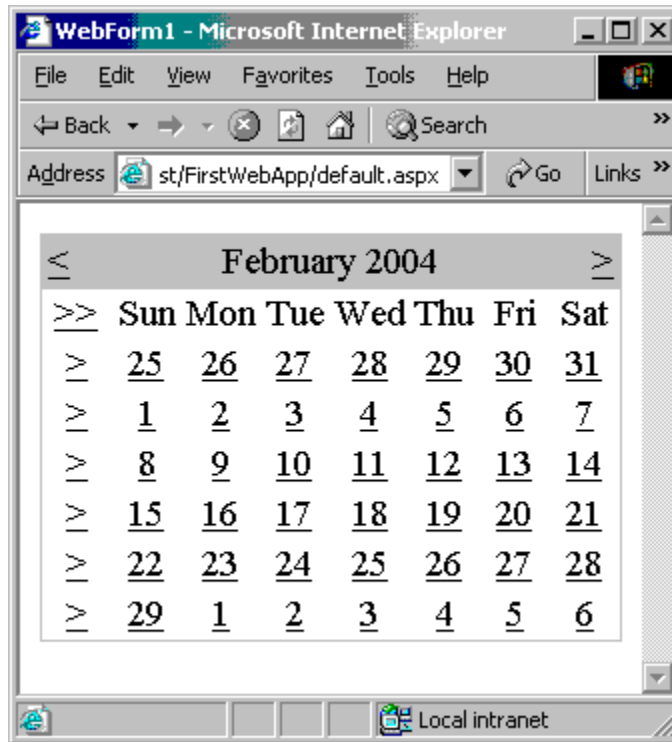 WebForm1 - Microsoft Internet Explorer
File Edit View Favorites Tools Help
Back Search »
Address st/FirstWebApp/default.aspx Go Links »
< February 2004 >
>> Sun Mon Tue Wed Thu Fri Sat
> 25 26 27 28 29 30 31
> 1 2 3 4 5 6 7
> 8 9 10 11 12 13 14
> 15 16 17 18 19 20 21
> 22 23 24 25 26 27 28
> 29 1 2 3 4 5 6
Local intranet